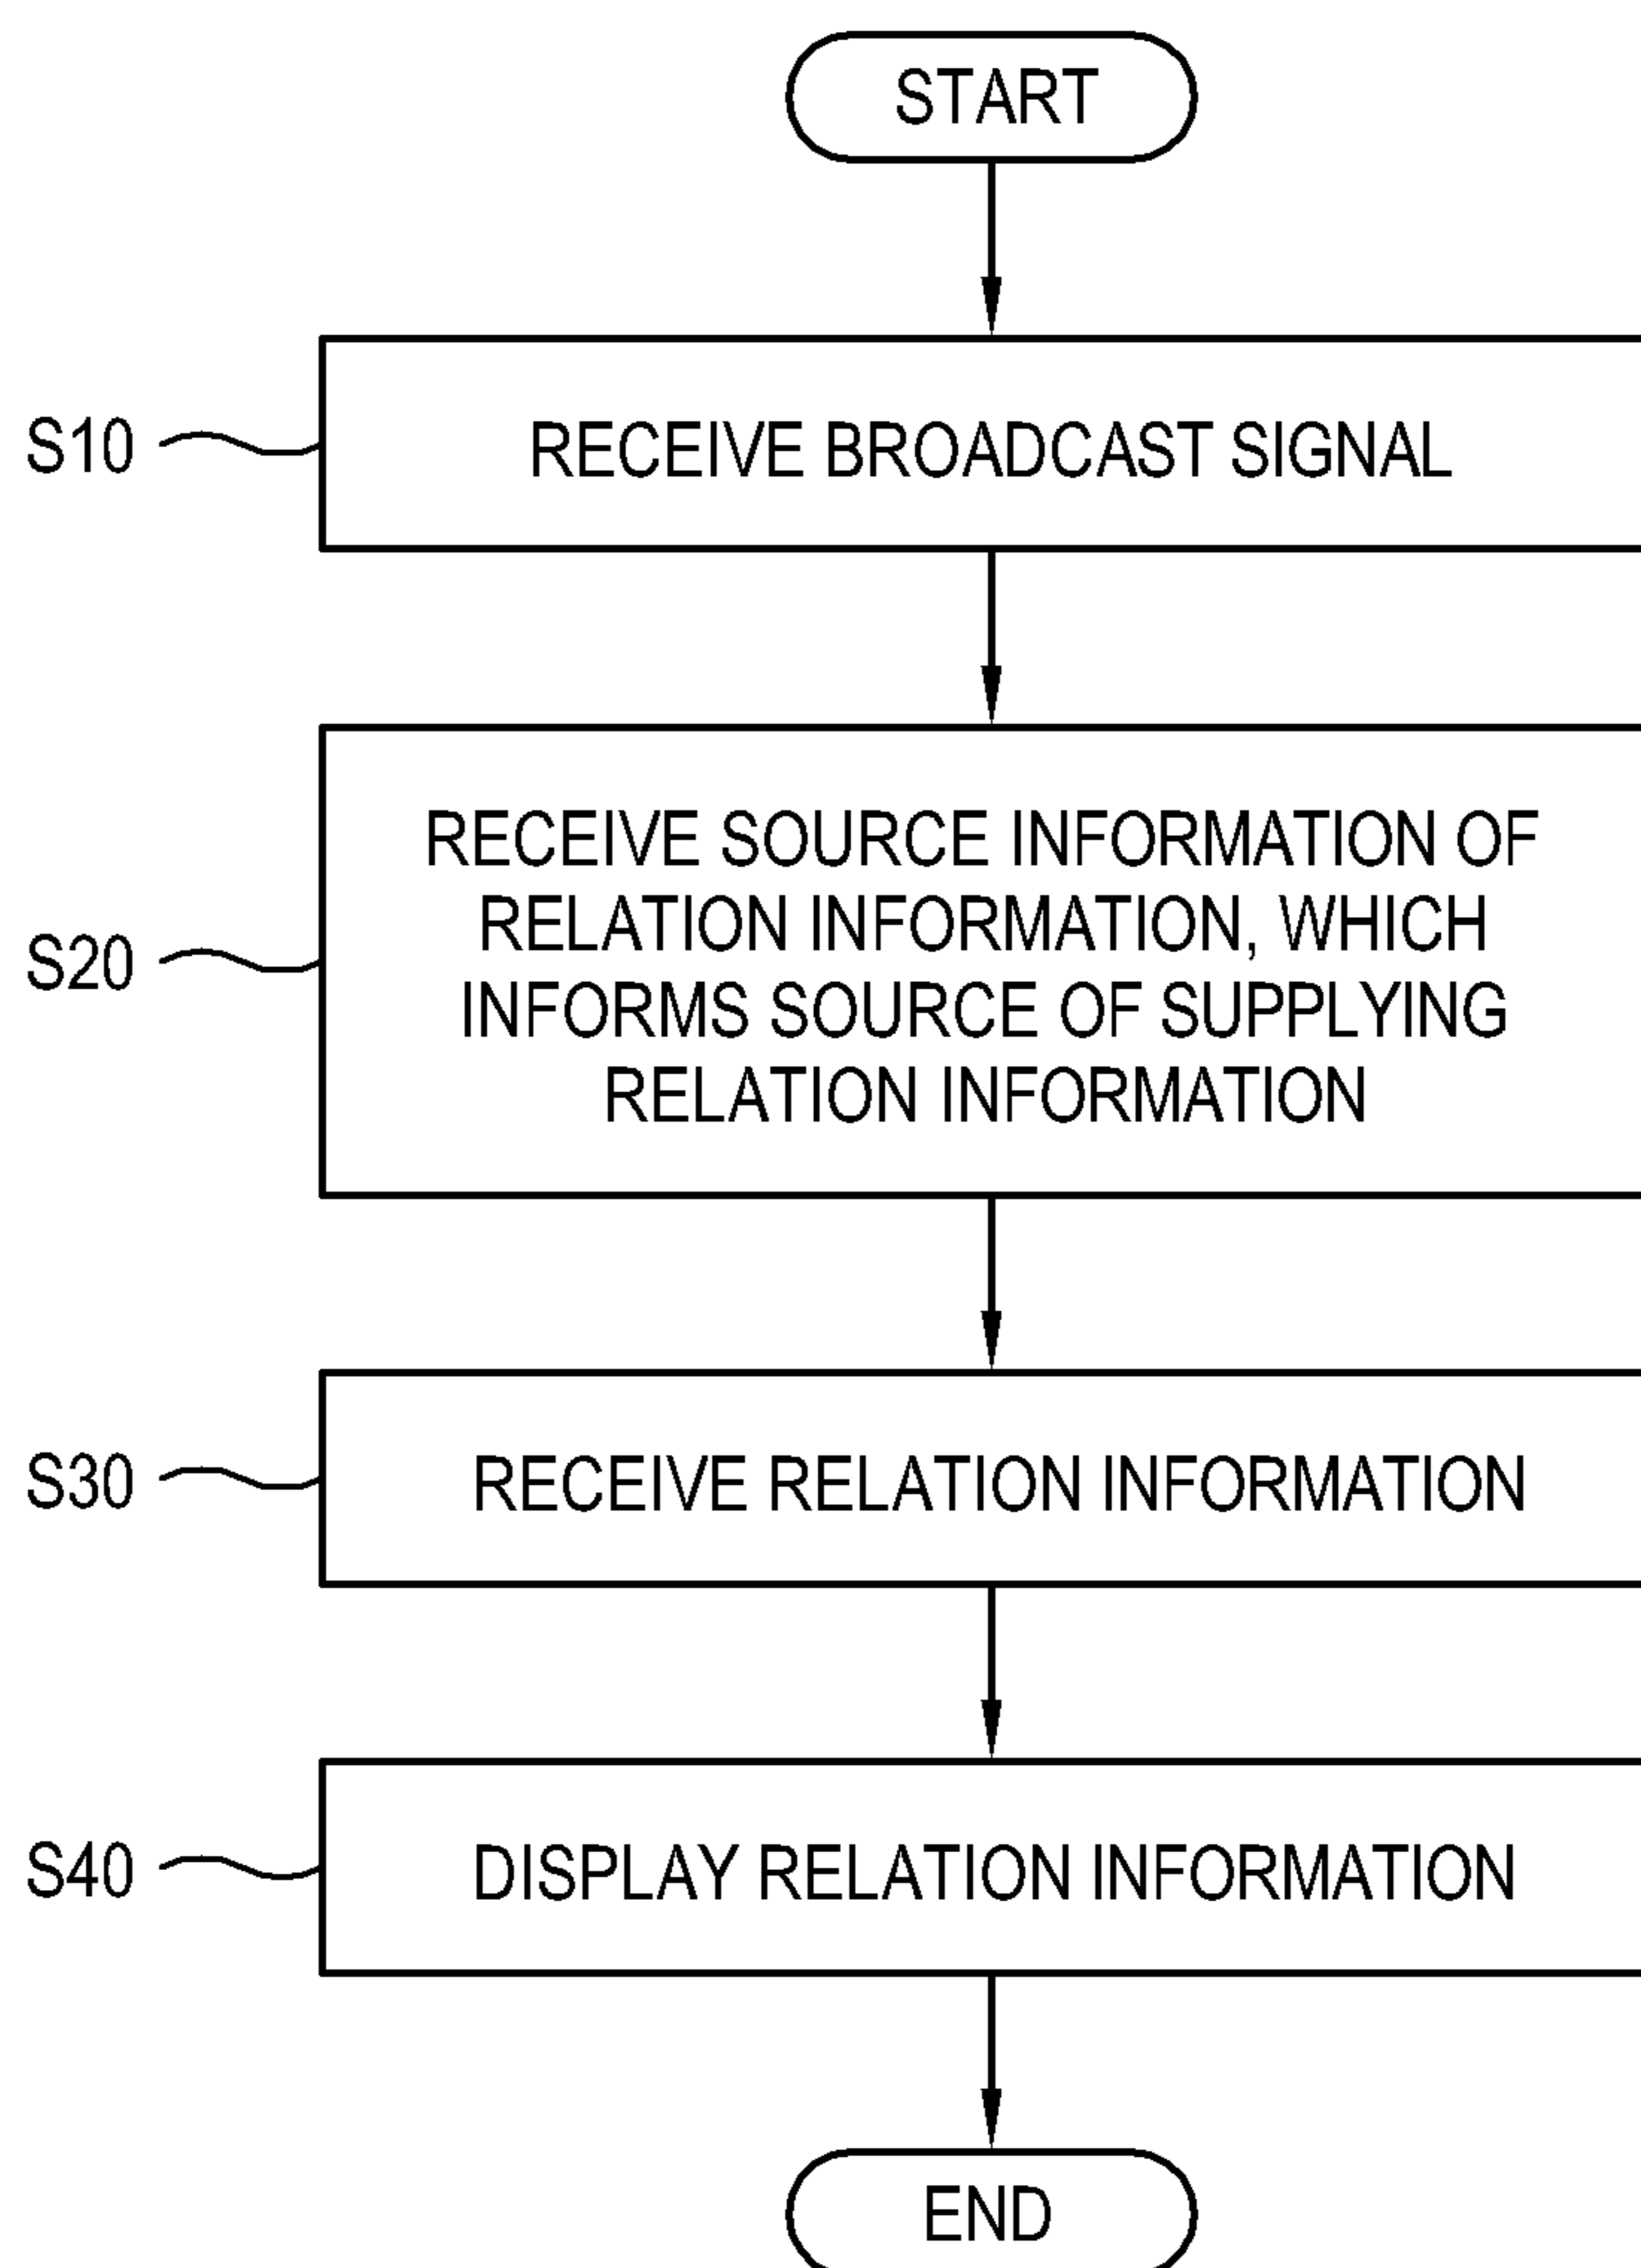 START
S10
RECEIVE BROADCAST SIGNAL
S20
RECEIVE SOURCE INFORMATION OF
RELATION INFORMATION, WHICH
INFORMS SOURCE OF SUPPLYING
RELATION INFORMATION
S30
RECEIVE RELATION INFORMATION
S40
DISPLAY RELATION INFORMATION
END